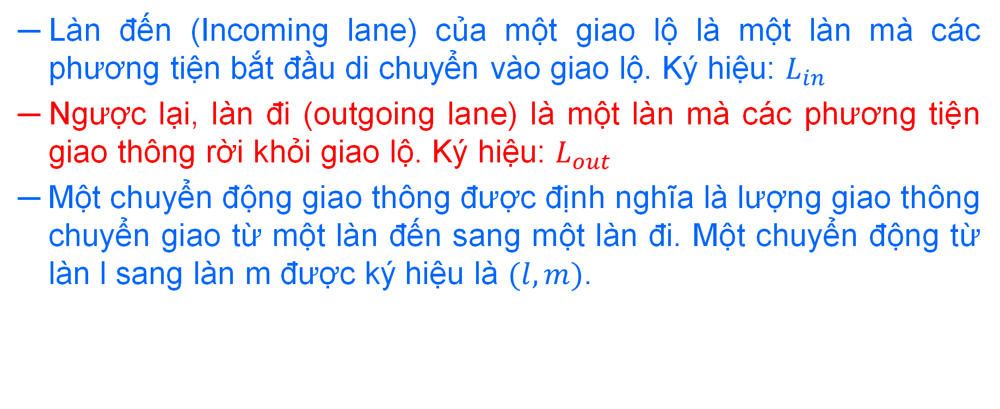 — Làn đến (Incoming lane) của một giao lộ là một làn mà các
phương tiện bắt đầu di chuyển vào giao lộ. Ký hiệu: L_{in}
— Ngược lại, làn đi (outgoing lane) là một làn mà các phương tiện
giao thông rời khỏi giao lộ. Ký hiệu: L_{out}
— Một chuyển động giao thông được định nghĩa là lượng giao thông
chuyển giao từ một làn đến sang một làn đi. Một chuyển động từ
làn l sang làn m được ký hiệu là (l, m).